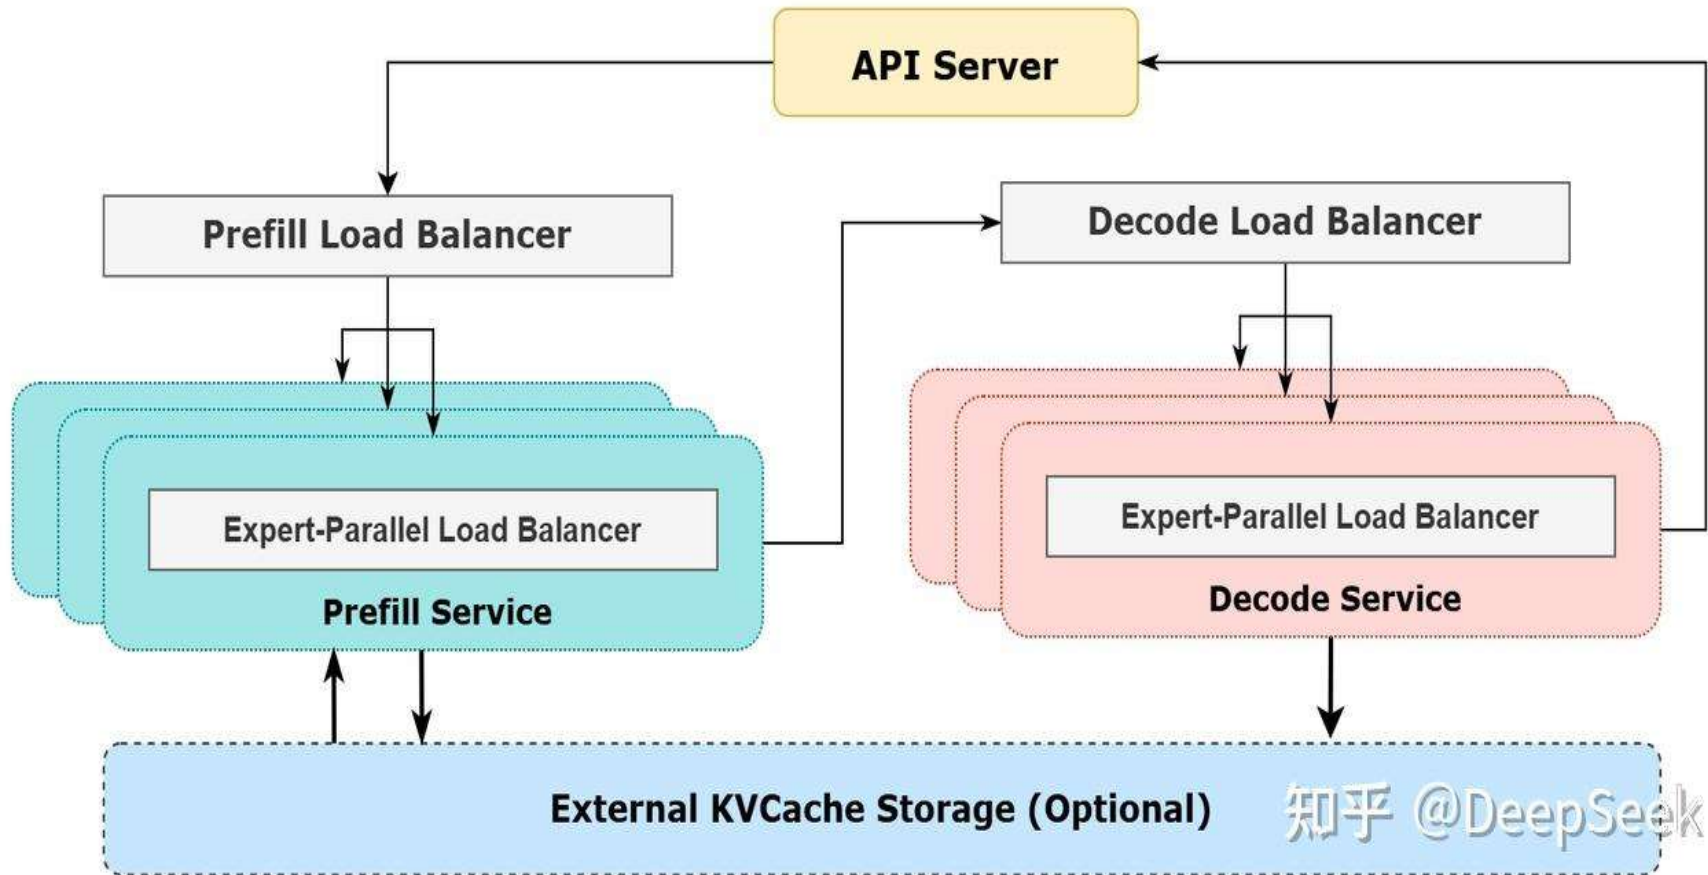 API Server
Prefill Load Balancer
Decode Load Balancer
Expert-Parallel Load Balancer
Prefill Service
Expert-Parallel Load Balancer
Decode Service
External KVCache Storage (Optional)
知乎 @DeepSeek